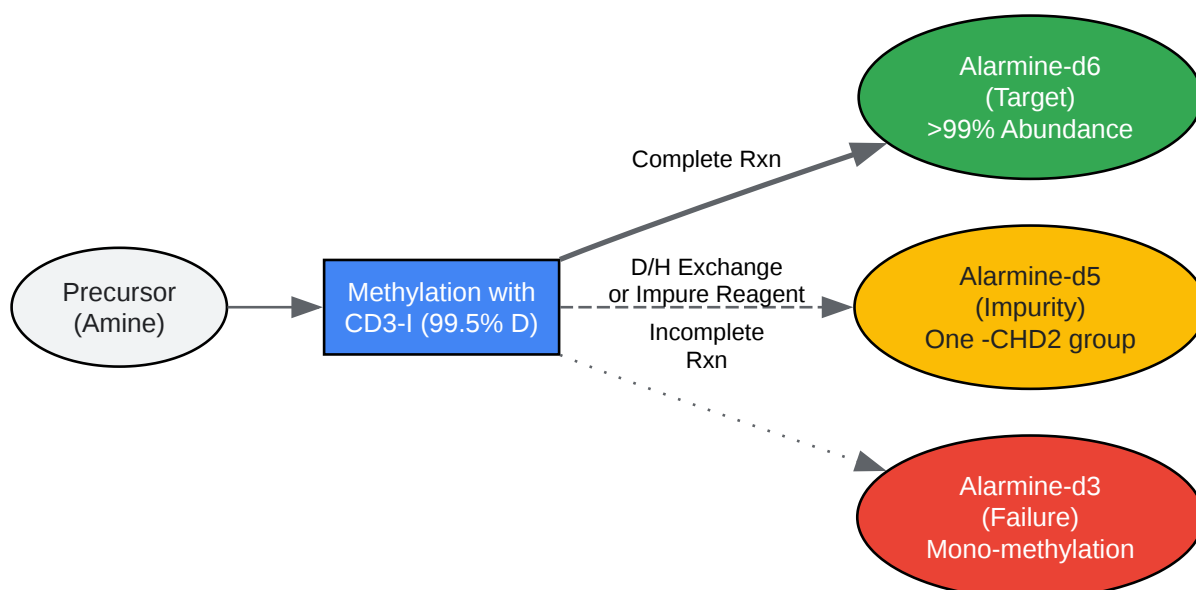 Precursor
(Amine)
Methylation with
CD3-I (99.5% D)
Complete Rxn
D/H Exchange
or Impure Reagent
Incomplete
Rxn
Alarmine-d6
(Target)
>99% Abundance
Alarmine-d5
(Impurity)
One -CHD2 group
Alarmine-d3
(Failure)
Mono-methylation